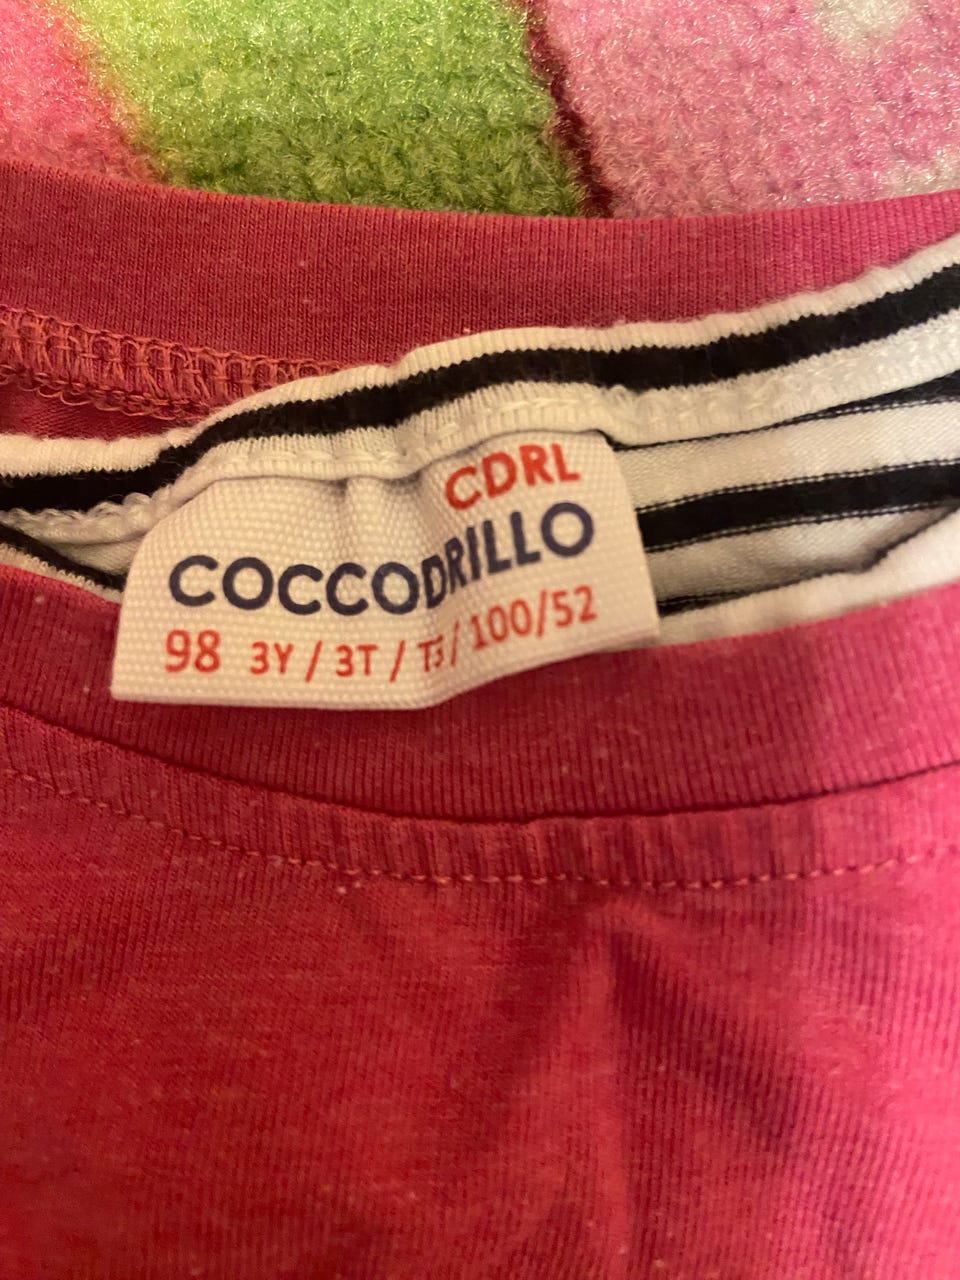 CDRL
COCCODRILLO
98 3Y / 3T / T3 / 100/52